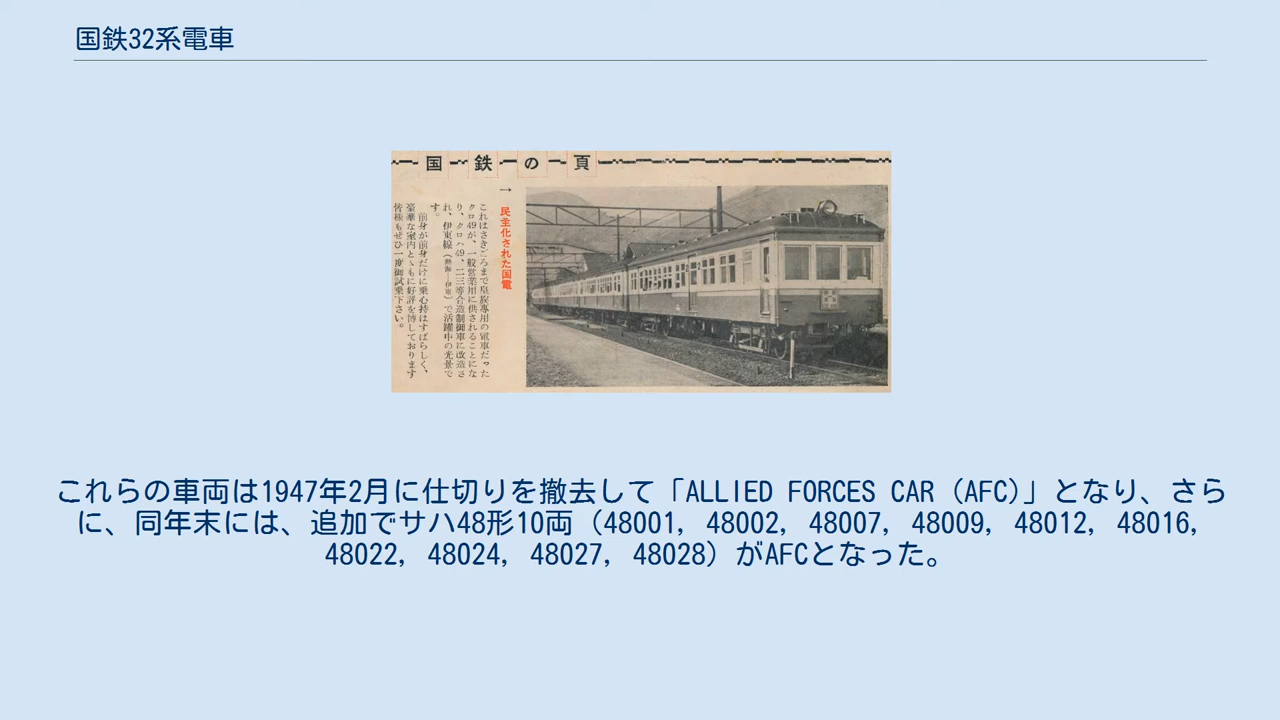 国鉄32系電車
国鉄の頁
→
民主化された国電
これはさきごろまで進族専用の電車だった
クロ49が、一般営業用に供されることにな
り、クロハ49、二三等合造制御車に改造さ
れ、伊東線（熱海―伊東）で活躍中の光景で
す。
前身が前身だけに乗心持はすばらしく、
豪華な室内とゝもに好評を博しております
皆様もぜひ一度御試乗下さい。
これらの車両は1947年2月に仕切りを撤去して「ALLIED FORCES CAR (AFC)」となり、さら
に、同年末には、追加でサハ48形10両（48001, 48002, 48007, 48009, 48012, 48016,
48022, 48024, 48027, 48028）がAFCとなった。